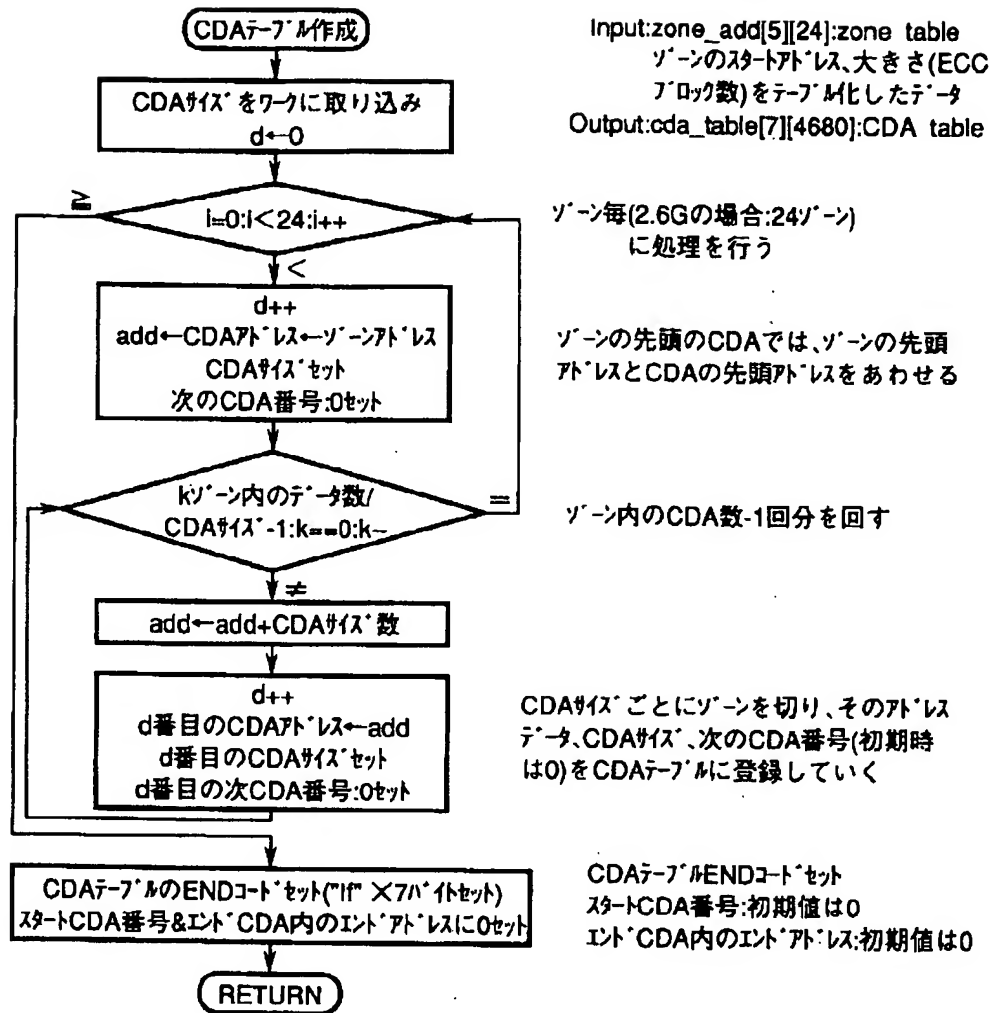 CDAテーブル作成
Input:zone_add[5][24]:zone table
ゾーンのスタートアドレス、大きさ(ECC
ブロック数)をテーブル化したデータ
Output:cda_table[7][4680]:CDA table
CDAサイズをワークに取り込み
d←0
≧
i=0:i<24:i++
<
ゾーン毎(2.6Gの場合:24ゾーン)
に処理を行う
d++
add←CDAアドレス←ゾーンアドレス
CDAサイズセット
次のCDA番号:0セット
ゾーンの先頭のCDAでは、ゾーンの先頭
アドレスとCDAの先頭アドレスをあわせる
kゾーン内のデータ数/
CDAサイズ-1:k==0:k--
=
≠
ゾーン内のCDA数-1回分を回す
add←add+CDAサイズ数
d++
d番目のCDAアドレス←add
d番目のCDAサイズセット
d番目の次CDA番号:0セット
CDAサイズごとにゾーンを切り、そのアドレス
データ、CDAサイズ、次のCDA番号(初期時
は0)をCDAテーブルに登録していく
CDAテーブルのENDコードセット("ff" ×7バイトセット)
スタートCDA番号&エンドCDA内のエンドアドレスに0セット
CDAテーブルENDコードセット
スタートCDA番号:初期値は0
エンドCDA内のエンドアドレス:初期値は0
RETURN